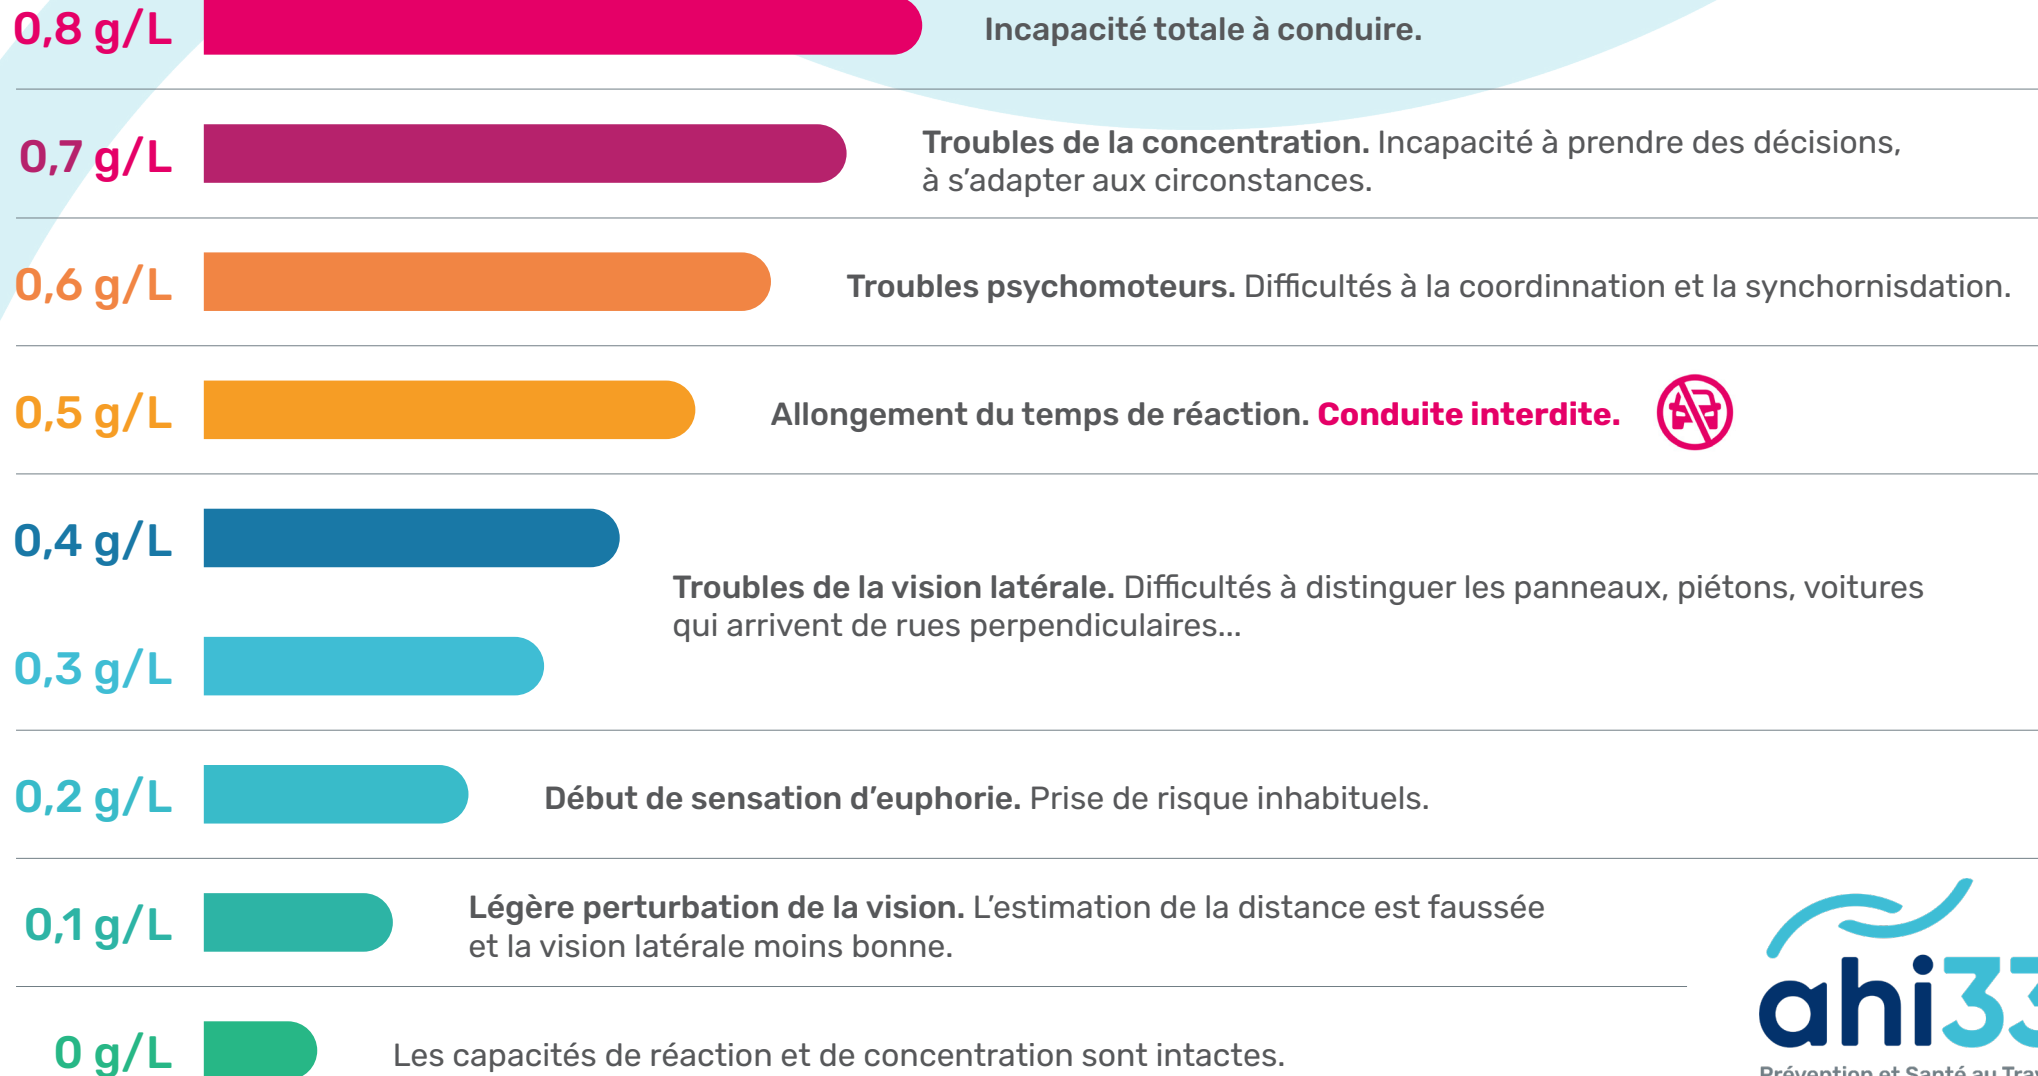 0,8 g/L Incapacité totale à conduire.
0,7 g/L Troubles de la concentration. Incapacité à prendre des décisions,
à s'adapter aux circonstances.
0,6 g/L Troubles psychomoteurs. Difficultés à la coordinnation et la synchornisdation.
0,5 g/L Allongement du temps de réaction. Conduite interdite.
0,4 g/L
Troubles de la vision latérale. Difficultés à distinguer les panneaux, piétons, voitures
qui arrivent de rues perpendiculaires...
0,3 g/L
0,2 g/L Début de sensation d'euphorie. Prise de risque inhabituels.
0,1 g/L Légère perturbation de la vision. L'estimation de la distance est faussée
et la vision latérale moins bonne.
0 g/L Les capacités de réaction et de concentration sont intactes.
ahi33
Prévention et Santé au Trav